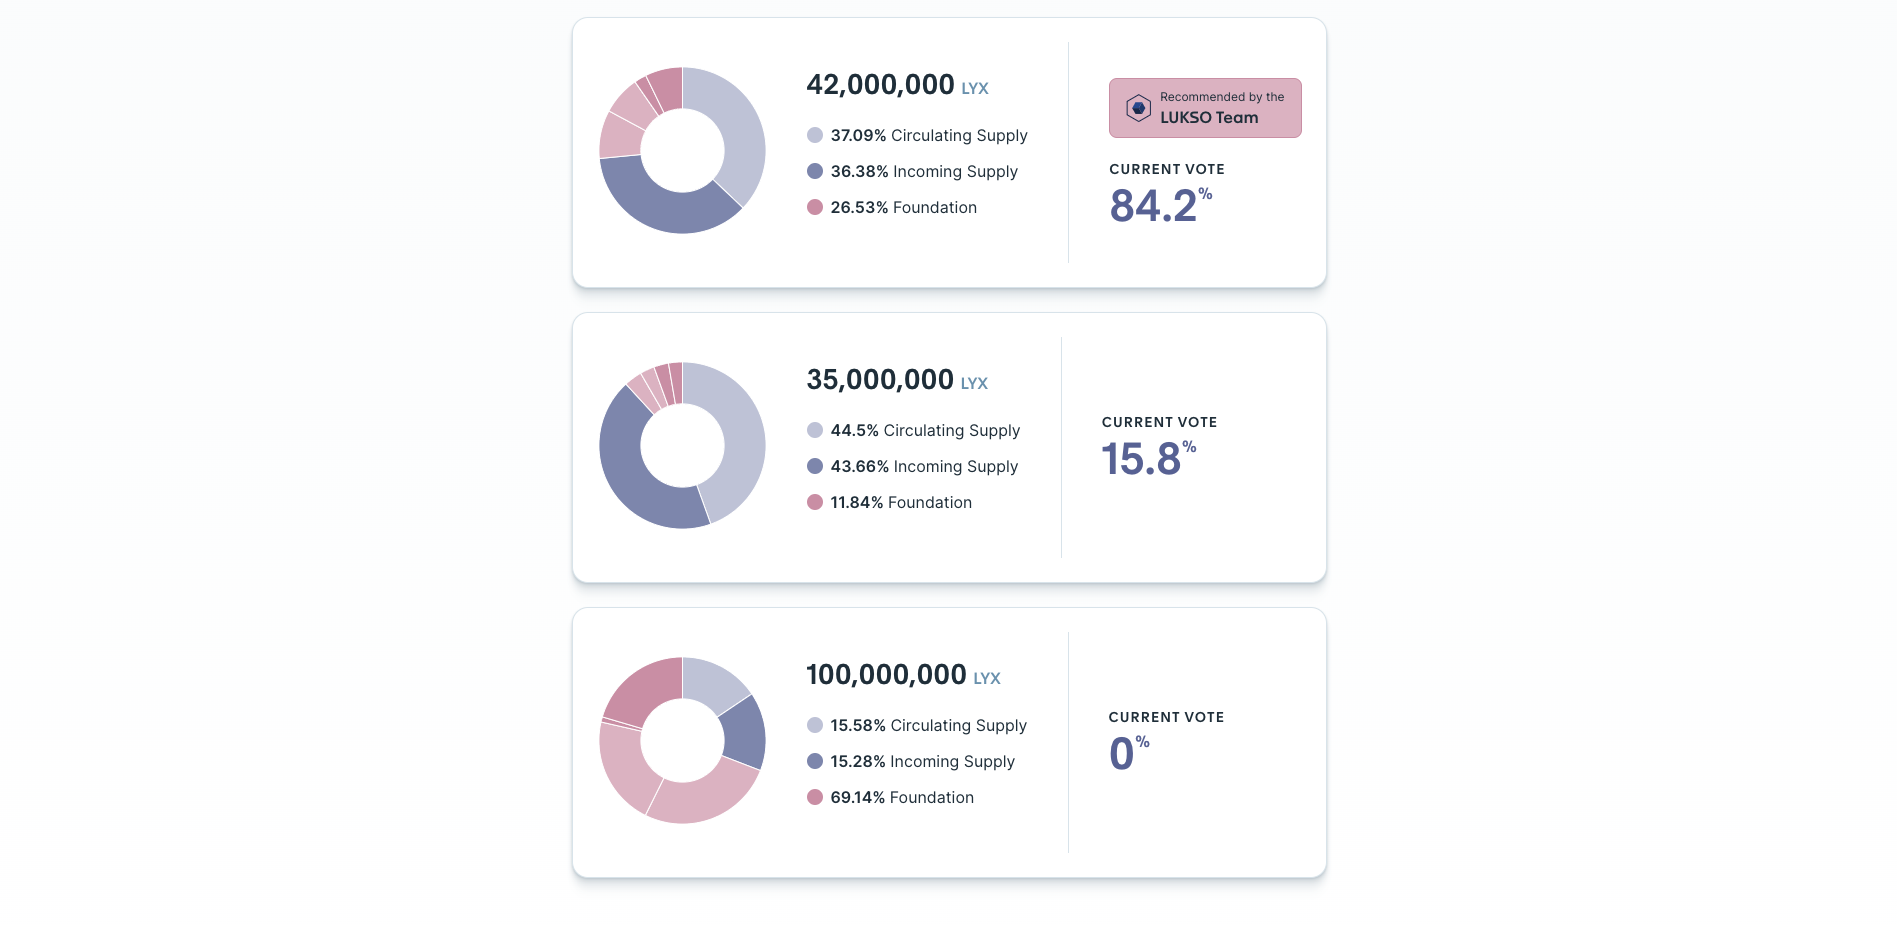 42,000,000 LYX
37.09% Circulating Supply
36.38% Incoming Supply
26.53% Foundation
Recommended by the
LUKSO Team
CURRENT VOTE
84.2%
35,000,000 LYX
44.5% Circulating Supply
43.66% Incoming Supply
11.84% Foundation
CURRENT VOTE
15.8%
100,000,000 LYX
15.58% Circulating Supply
15.28% Incoming Supply
69.14% Foundation
CURRENT VOTE
0%